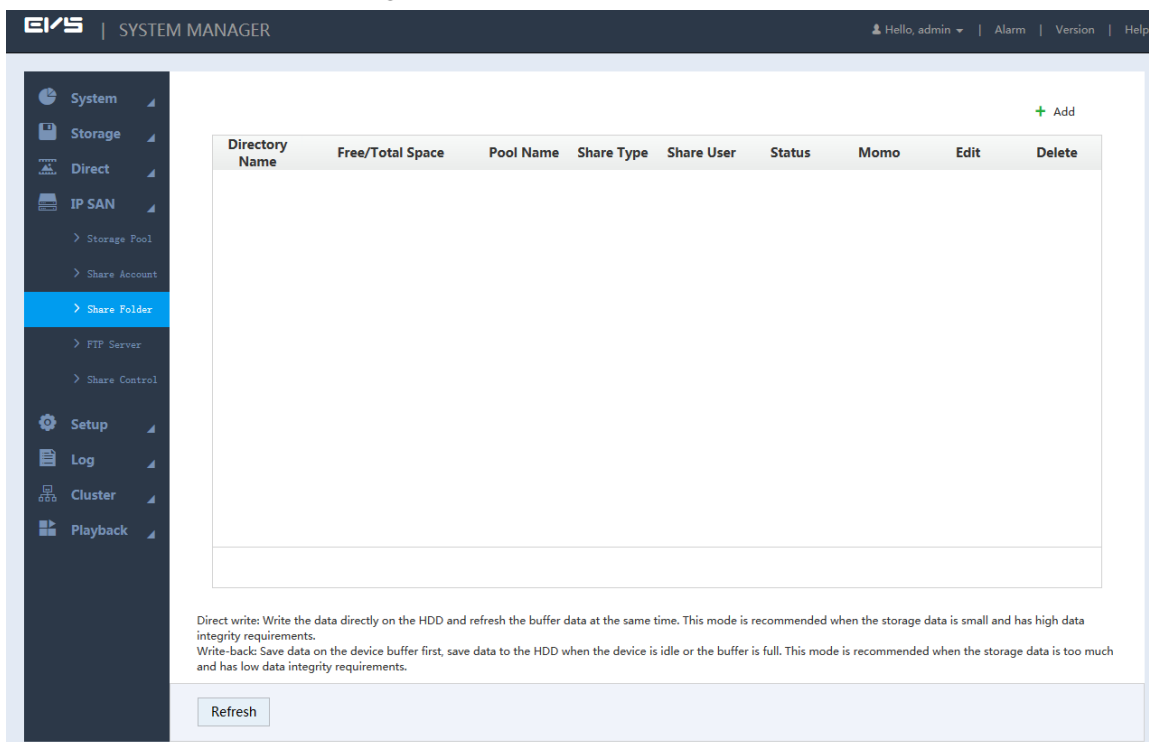 EVS | SYSTEM MANAGER
Hello, admin | Alarm | Version | Help
System
Storage
Direct
IP SAN
> Storage Pool
> Share Account
> Share Folder
> FTP Server
> Share Control
Setup
Log
Cluster
Playback
+ Add
Directory
Name
Free/Total Space Pool Name Share Type Share User Status Momo Edit Delete
Direct write: Write the data directly on the HDD and refresh the buffer data at the same time. This mode is recommended when the storage data is small and has high data
integrity requirements.
Write-back: Save data on the device buffer first, save data to the HDD when the device is idle or the buffer is full. This mode is recommended when the storage data is too much
and has low data integrity requirements.
Refresh